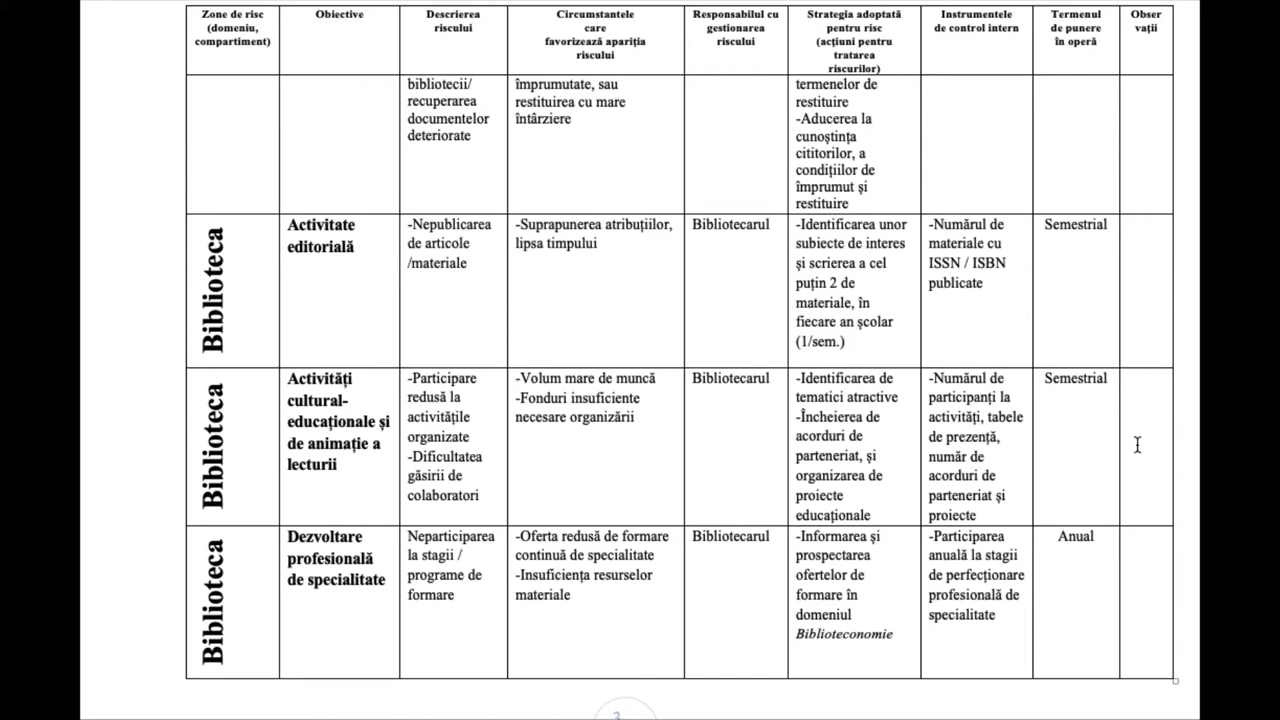 Zone de risc
(domeniu,
compartiment)
Obiective
Descrierea
riscului
Circumstantele
care
favorizează apariția
riscului
Responsabilul cu
gestionarea
riscului
Strategia adoptată
pentru risc
(acțiuni pentru
tratarea
riscurilor)
Instrumentele
de control intern
Termenul
de punere
în operă
Obser
vații
bibliotecii/
recuperarea
documentelor
deteriorate
împrumutate, sau
restituirea cu mare
întârziere
termenelor de
restituire
-Aducerea la
cunoștința
cititorilor, a
condițiilor de
împrumut și
restituire
Biblioteca
Activitate
editorială
-Nepublicarea
de articole
/materiale
-Suprapunerea atribuțiilor,
lipsa timpului
Bibliotecarul
-Identificarea unor
subiecte de interes
și scrierea a cel
puțin 2 de
materiale, în
fiecare an școlar
(1/sem.)
-Numărul de
materiale cu
ISSN / ISBN
publicate
Semestrial
Biblioteca
Activități
cultural-
educaționale și
de animație a
lecturii
-Participare
redusă la
activitățile
organizate
-Dificultatea
găsirii de
colaboratori
-Volum mare de muncă
-Fonduri insuficiente
necesare organizării
Bibliotecarul
-Identificarea de
tematici atractive
-Încheierea de
acorduri de
parteneriat, și
organizarea de
proiecte
educaționale
-Numărul de
participanți la
activități, tabele
de prezență,
număr de
acorduri de
parteneriat și
proiecte
Semestrial
Biblioteca
Dezvoltare
profesională
de specialitate
Neparticiparea
la stagii /
programe de
formare
-Oferta redusă de formare
continuă de specialitate
-Insuficiența resurselor
materiale
Bibliotecarul
-Informarea și
prospectarea
ofertelor de
formare în
domeniul
Biblioteconomie
-Participarea
anuală la stagii
de perfecționare
profesională de
specialitate
Anual
3